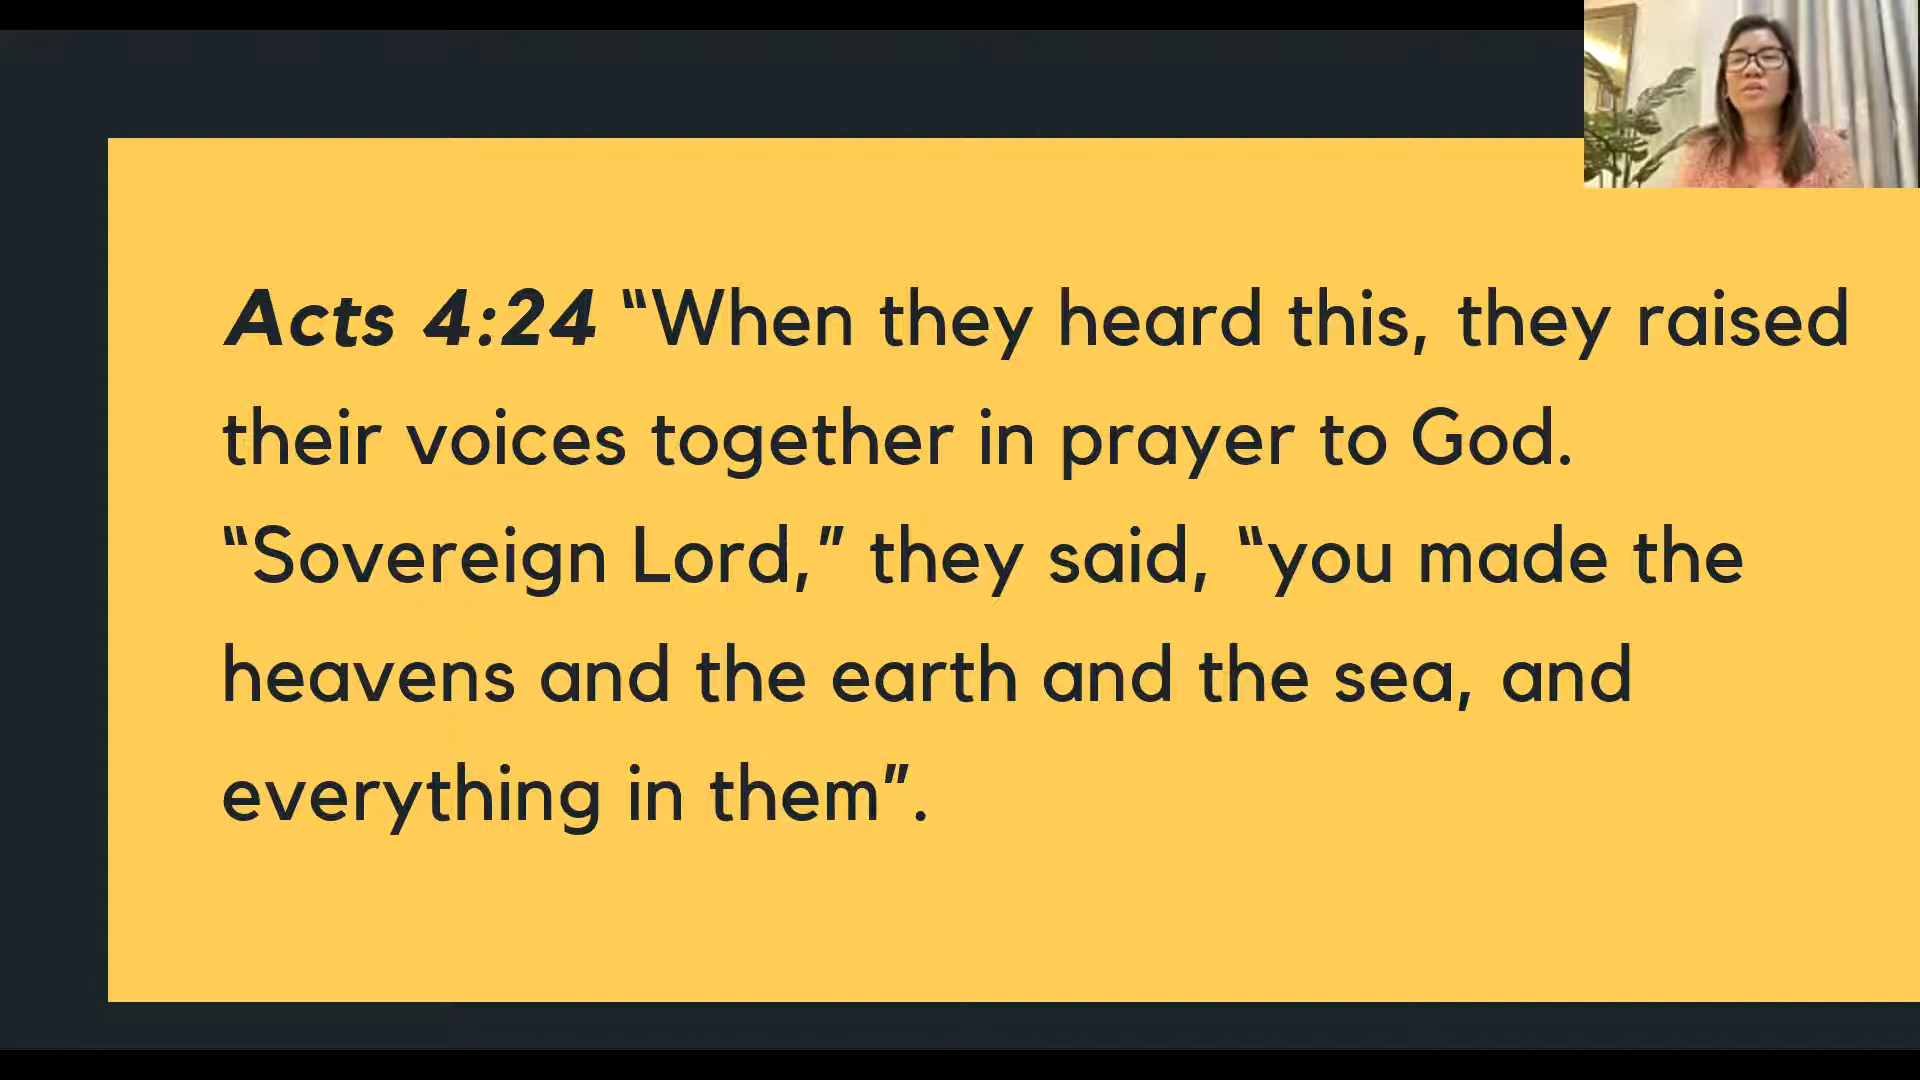 Acts 4:24 “When they heard this, they raised
their voices together in prayer to God.
“Sovereign Lord,” they said, “you made the
heavens and the earth and the sea, and
everything in them”.